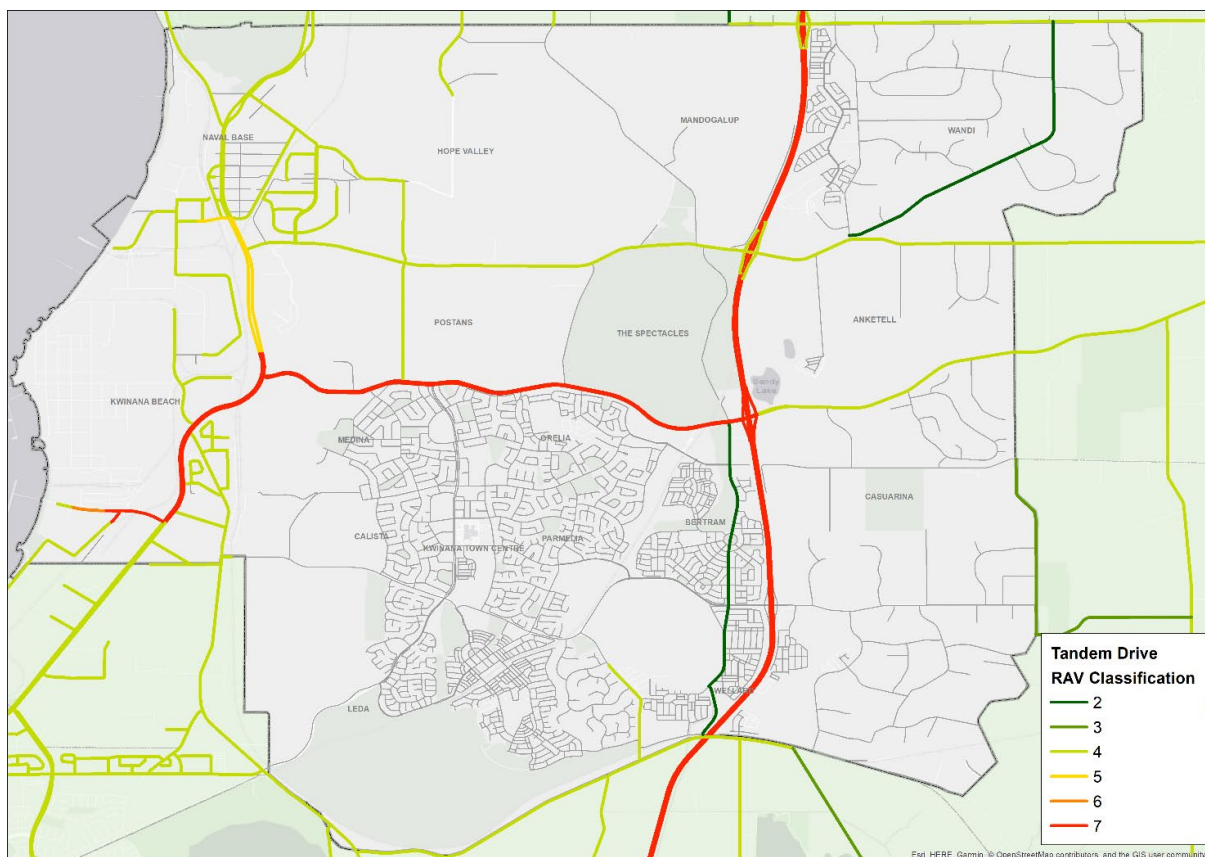 MANDOGALUP
WANDI
NAVAL BASE
HOPE VALLEY
POSTANS
THE SPECTACLES
ANKETELL
Sandy
Lake
KWINANA BEACH
MEDINA
ORELIA
CASUARINA
BERTRAM
CALISTA
KWINANA TOWN CENTRE
PARMELIA
WELLARD
LEDA
Tandem Drive
RAV Classification
2
3
4
5
6
7
Esri, HERE, Garmin, © OpenStreetMap contributors, and the GIS user community